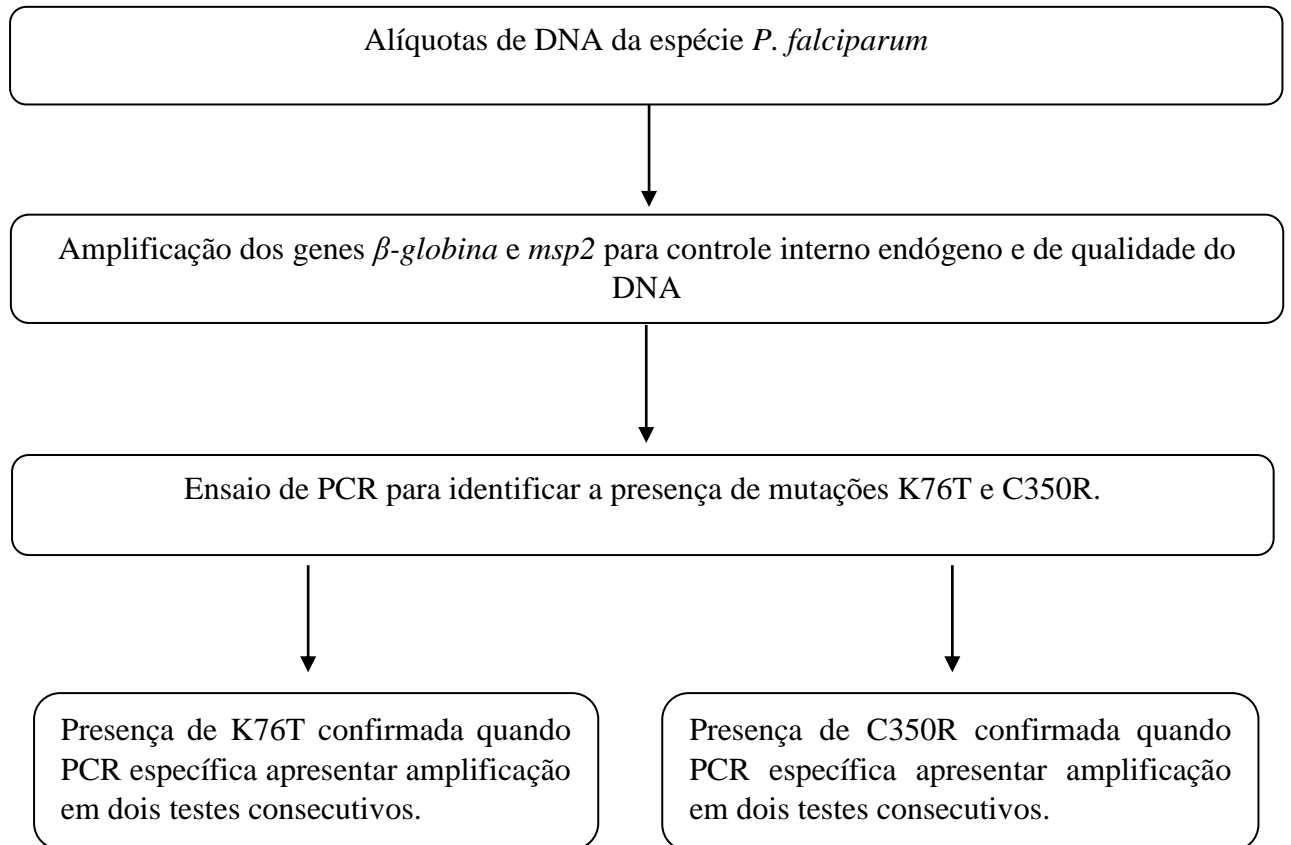 Alíquotas de DNA da espécie P. falciparum
Amplificação dos genes β-globina e msp2 para controle interno endógeno e de qualidade do
DNA
Ensaio de PCR para identificar a presença de mutações K76T e C350R.
Presença de K76T confirmada quando
PCR específica apresentar amplificação
em dois testes consecutivos.
Presença de C350R confirmada quando
PCR específica apresentar amplificação
em dois testes consecutivos.